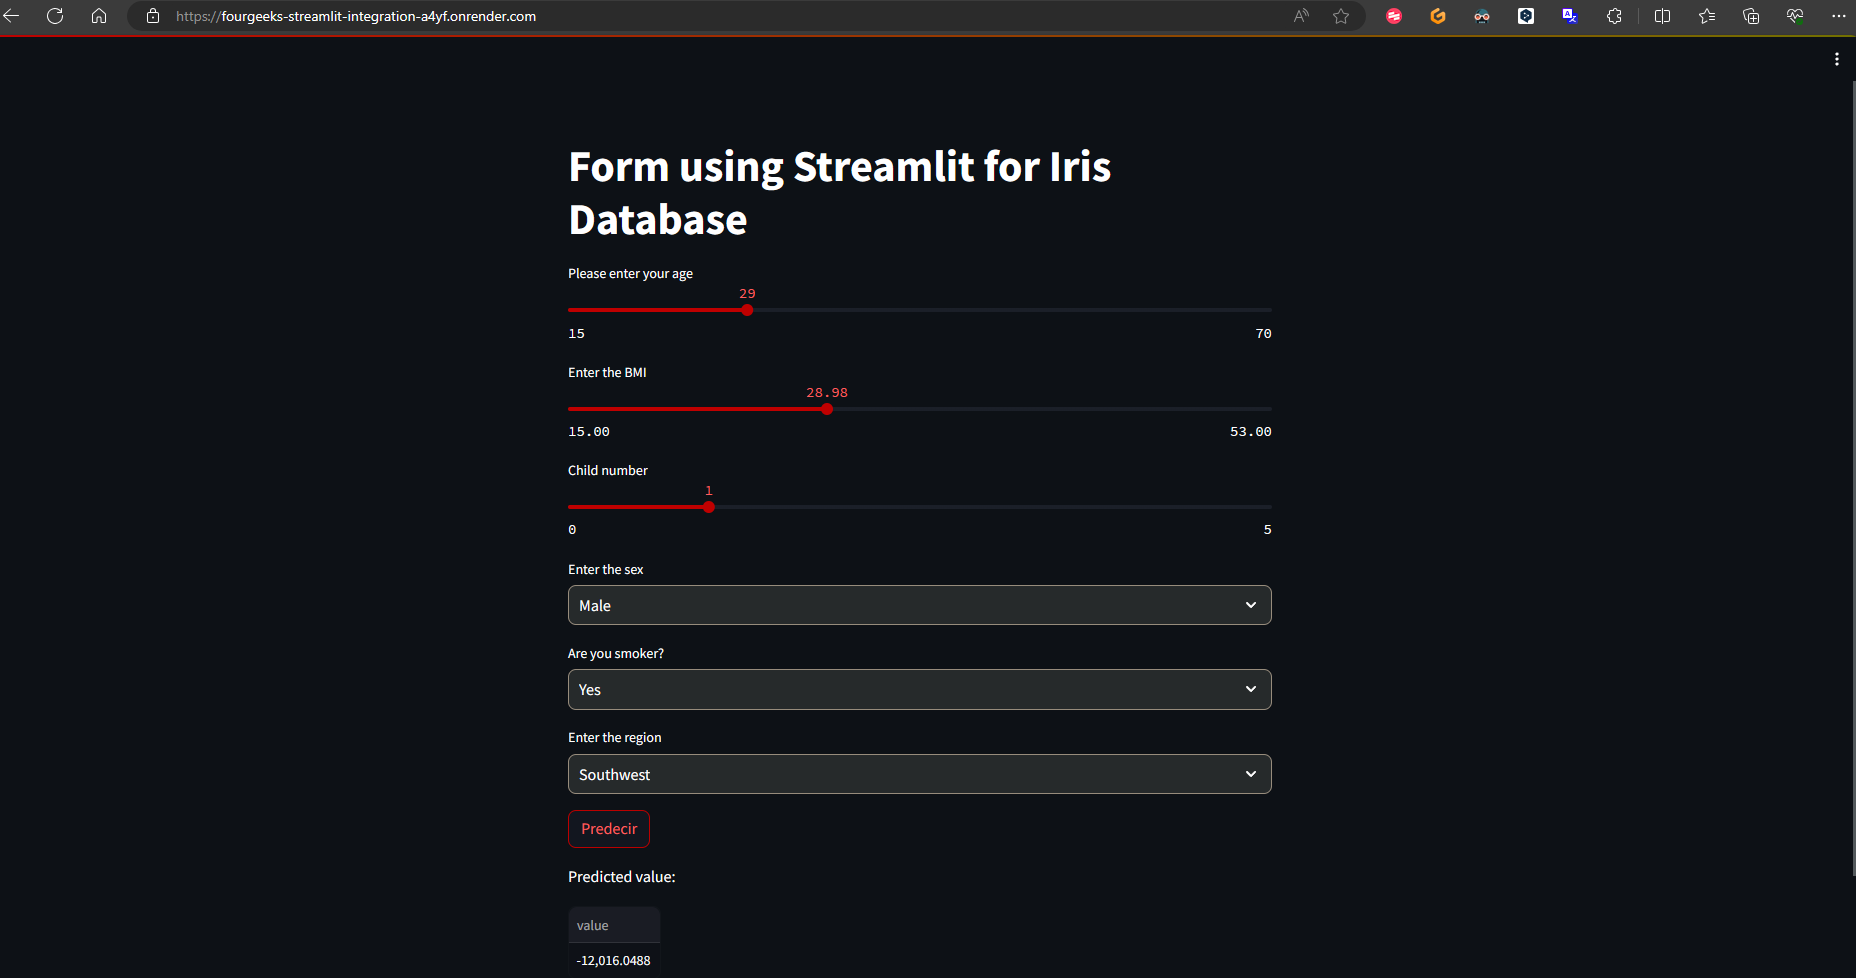 https://fourgeeks-streamlit-integration-a4yf.onrender.com
Form using Streamlit for Iris
Database
Please enter your age
29
15 70
Enter the BMI
28.98
15.00 53.00
Child number
1
0 5
Enter the sex
Male
Are you smoker?
Yes
Enter the region
Southwest
Predecir
Predicted value:
value
-12,016.0488